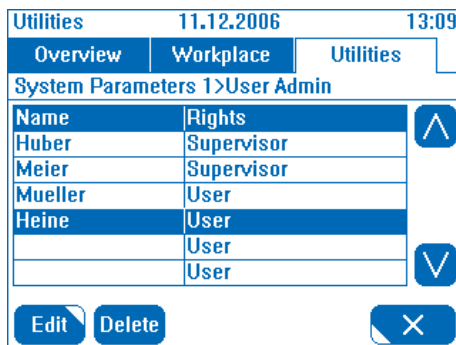 Utilities 11.12.2006 13:09
Overview Workplace Utilities
System Parameters 1>User Admin
Name Rights
Huber Supervisor
Meier Supervisor
Mueller User
Heine User
User
User
Edit Delete